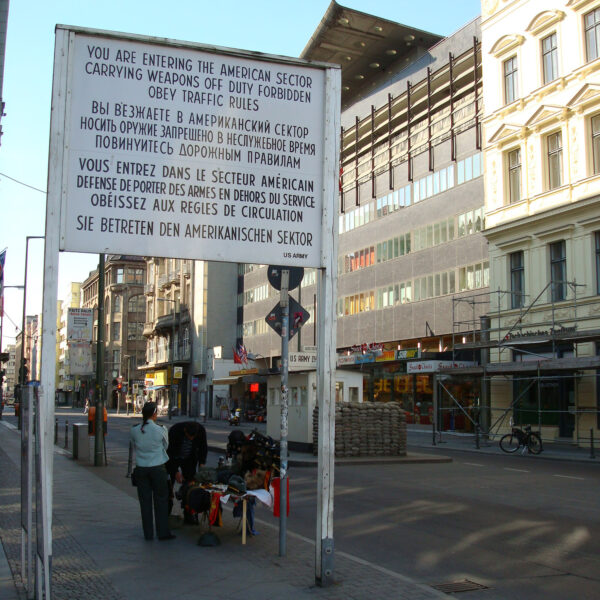 YOU ARE ENTERING THE AMERICAN SECTOR
CARRYING WEAPONS OFF DUTY FORBIDDEN
OBEY TRAFFIC RULES
ВЫ ВЪЕЗЖАЕТЕ В АМЕРИКАНСКИЙ СЕКТОР
НОСИТЬ ОРУЖИЕ ЗАПРЕЩЕНО В НЕСЛУЖЕБНОЕ ВРЕМЯ
ПОВИНУЙТЕСЬ ДОРОЖНЫМ ПРАВИЛАМ
VOUS ENTREZ DANS LE SECTEUR AMÉRICAIN
DEFENSE DE PORTER DES ARMES EN DEHORS DU SERVICE
OBÉISSEZ AUX REGLES DE CIRCULATION
SIE BETRETEN DEN AMERIKANISCHEN SEKTOR
US ARMY